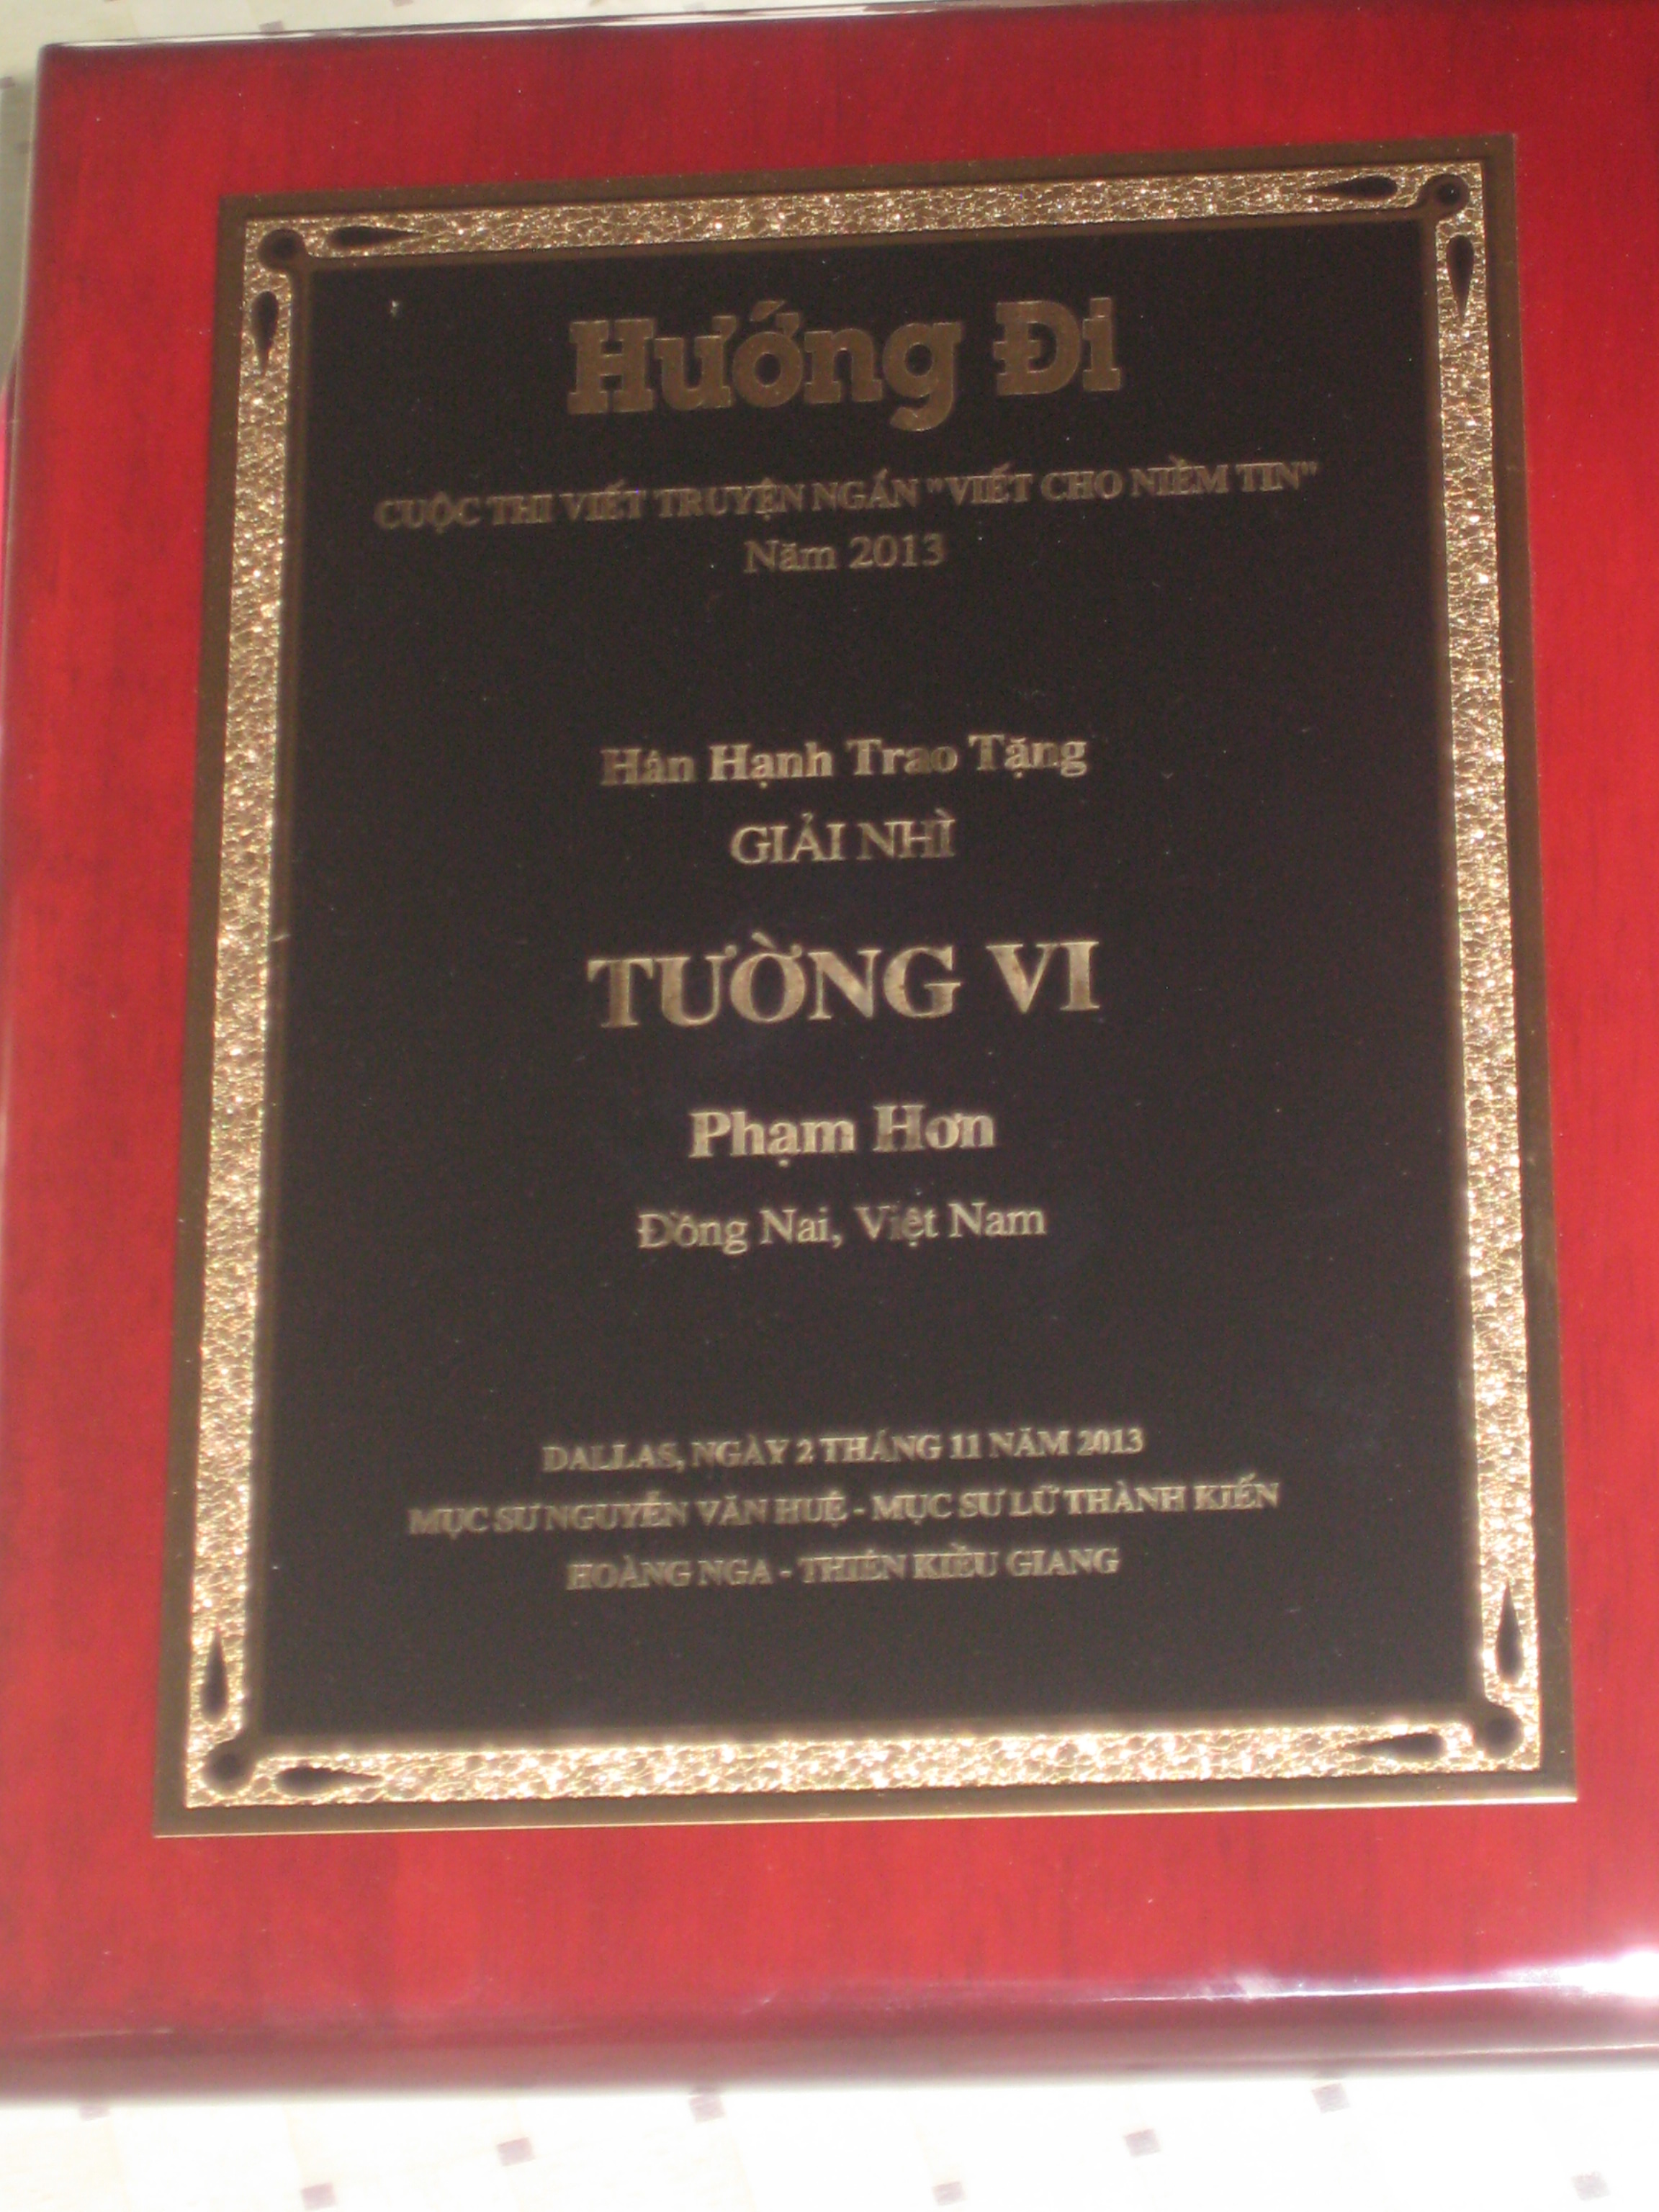 Hướng Đi
CUỘC THI VIẾT TRUYỆN NGẮN "VIẾT CHO NIỀM TIN"
Năm 2013
Hân Hạnh Trao Tặng
GIẢI NHÌ
TƯỜNG VI
Phạm Hơn
Đồng Nai, Việt Nam
DALLAS, NGÀY 2 THÁNG 11 NĂM 2013
MỤC SƯ NGUYỄN VĂN HUỆ - MỤC SƯ LỮ THÀNH KIẾN
HOÀNG NGA - THIÊN KIỀU GIANG